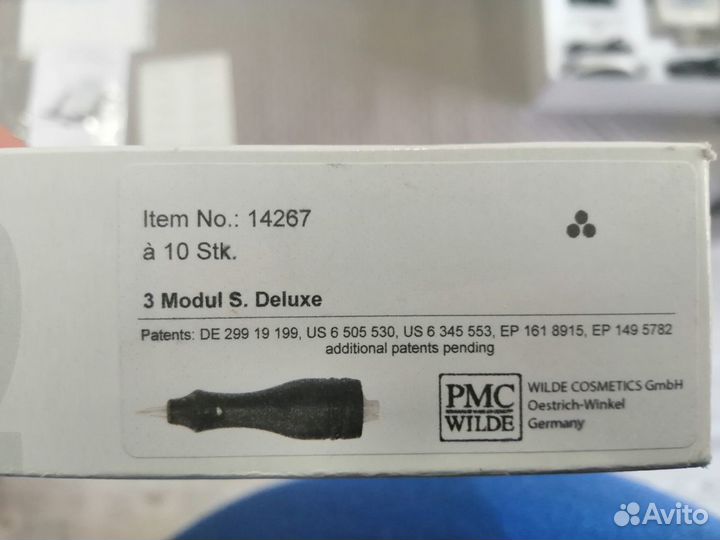 Item No.: 14267
à 10 Stk.
3 Modul S. Deluxe
Patents: DE 299 19 199, US 6 505 530, US 6 345 553, EP 161 8915, EP 149 5782
additional patents pending
PMC
WILDE
WILDE COSMETICS GmbH
Oestrich-Winkel
Germany
Avito